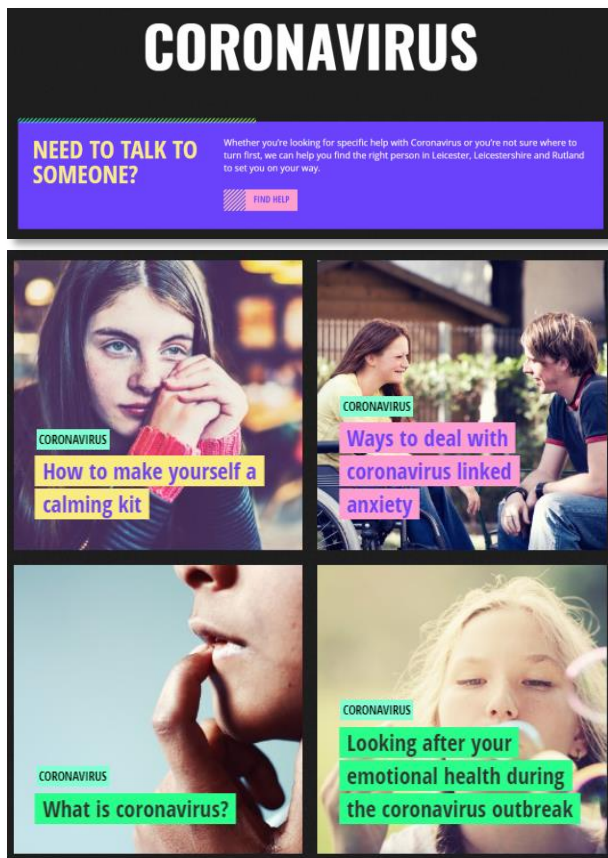 CORONAVIRUS
NEED TO TALK TO
SOMEONE?
Whether you're looking for specific help with Coronavirus or you're not sure where to
turn first, we can help you find the right person in Leicester, Leicestershire and Rutland
to set you on your way.
FIND HELP
CORONAVIRUS
How to make yourself a
calming kit
CORONAVIRUS
Ways to deal with
coronavirus linked
anxiety
CORONAVIRUS
What is coronavirus?
CORONAVIRUS
Looking after your
emotional health during
the coronavirus outbreak